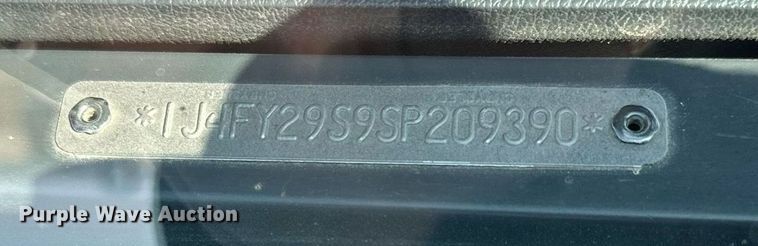 *1J4FY29S9SP209390*
Purple Wave Auction